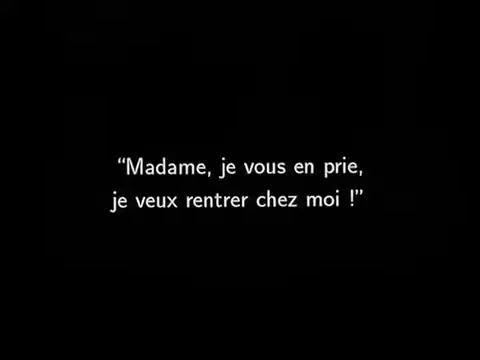 “Madame, je vous en prie,
je veux rentrer chez moi !”